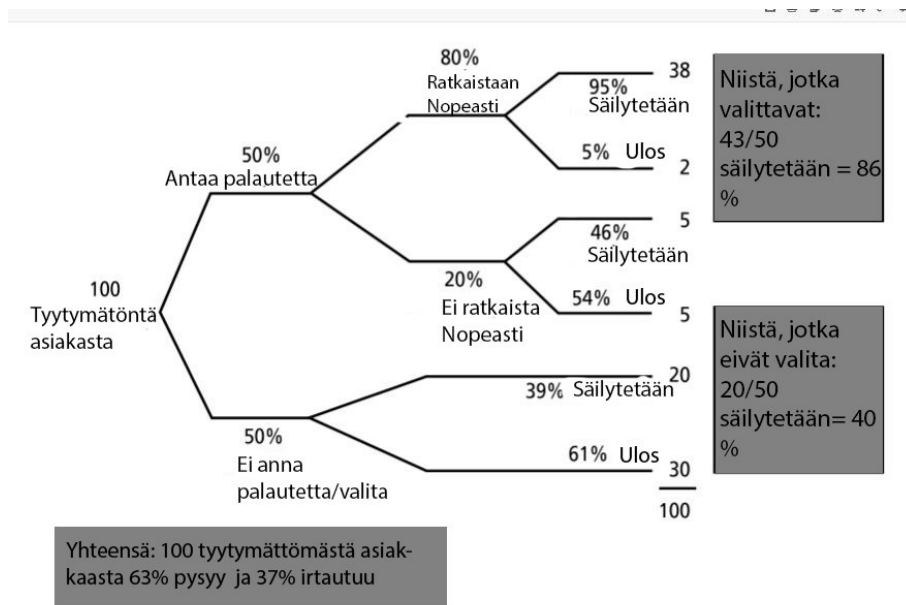 80%
Ratkaistaan
Nopeasti
38
95%
Säilytetään
5% Ulos
2
50%
Antaa palautetta
5
46%
Säilytetään
20%
Ei ratkaista
Nopeasti
54% Ulos
5
100
Tyytymätöntä
asiakasta
20
39% Säilytetään
50%
Ei anna
palautetta/valita
61% Ulos
30
100
Niistä, jotka
valittavat:
43/50
säilytetään = 86
%
Niistä, jotka
eivät valita:
20/50
säilytetään= 40
%
Yhteensä: 100 tyytymättömästä asiak-
kaasta 63% pysyy ja 37% irtautuu